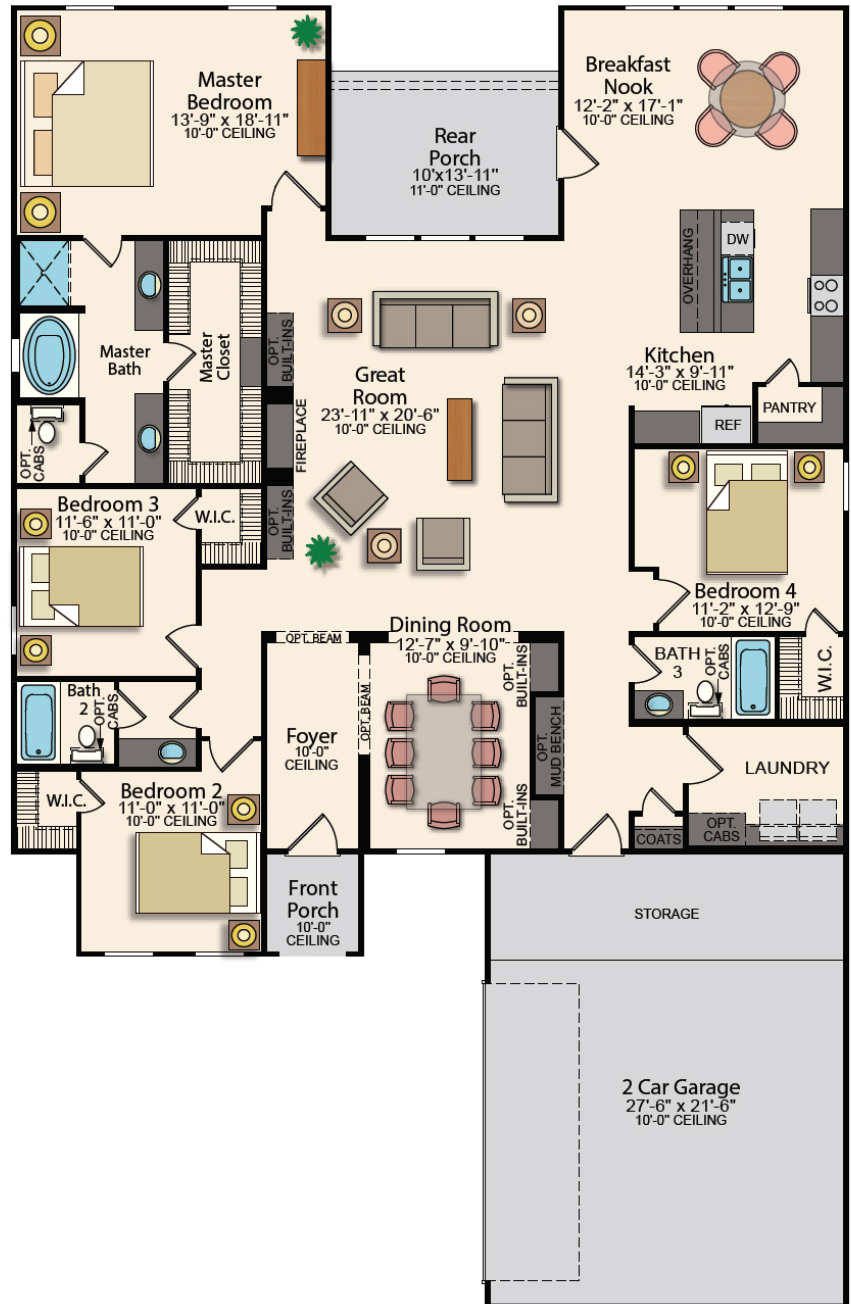 Master
Bedroom
13'-9" x 18'-11"
10'-0" CEILING
Rear
Porch
10'x13'-11"
11'-0" CEILING
Breakfast
Nook
12'-2" x 17'-1"
10'-0" CEILING
OVERHANG
DW
Kitchen
14'-3" x 9'-11"
10'-0" CEILING
PANTRY
REF
Master
Bath
Master
Closet
OPT.
CABS
OPT.
BUILT-INS
FIREPLACE
OPT.
BUILT-INS
Great
Room
23'-11" x 20'-6"
10'-0" CEILING
Bedroom 3
11'-6" x 11'-0"
10'-0" CEILING
W.I.C.
Bedroom 4
11'-2" x 12'-9"
10'-0" CEILING
W.I.C.
BATH
3
OPT.
CABS
Dining Room
12'-7" x 9'-10"
10'-0" CEILING
OPT. BEAM
OPT. BEAM
OPT.
BUILT-INS
OPT.
MUD BENCH
OPT.
BUILT-INS
Foyer
10'-0"
CEILING
Bath
2
OPT.
CABS
W.I.C.
Bedroom 2
11'-0" x 11'-0"
10'-0" CEILING
LAUNDRY
OPT.
CABS
COATS
Front
Porch
10'-0"
CEILING
STORAGE
2 Car Garage
27'-6" x 21'-6"
10'-0" CEILING